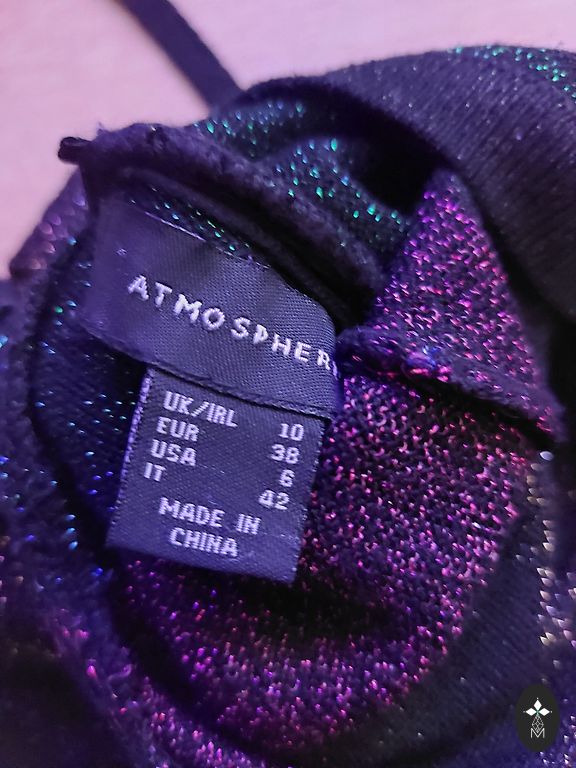 ATMOSPHER
UK/IRL 10
EUR 38
USA 6
IT 42
MADE IN
CHINA
M